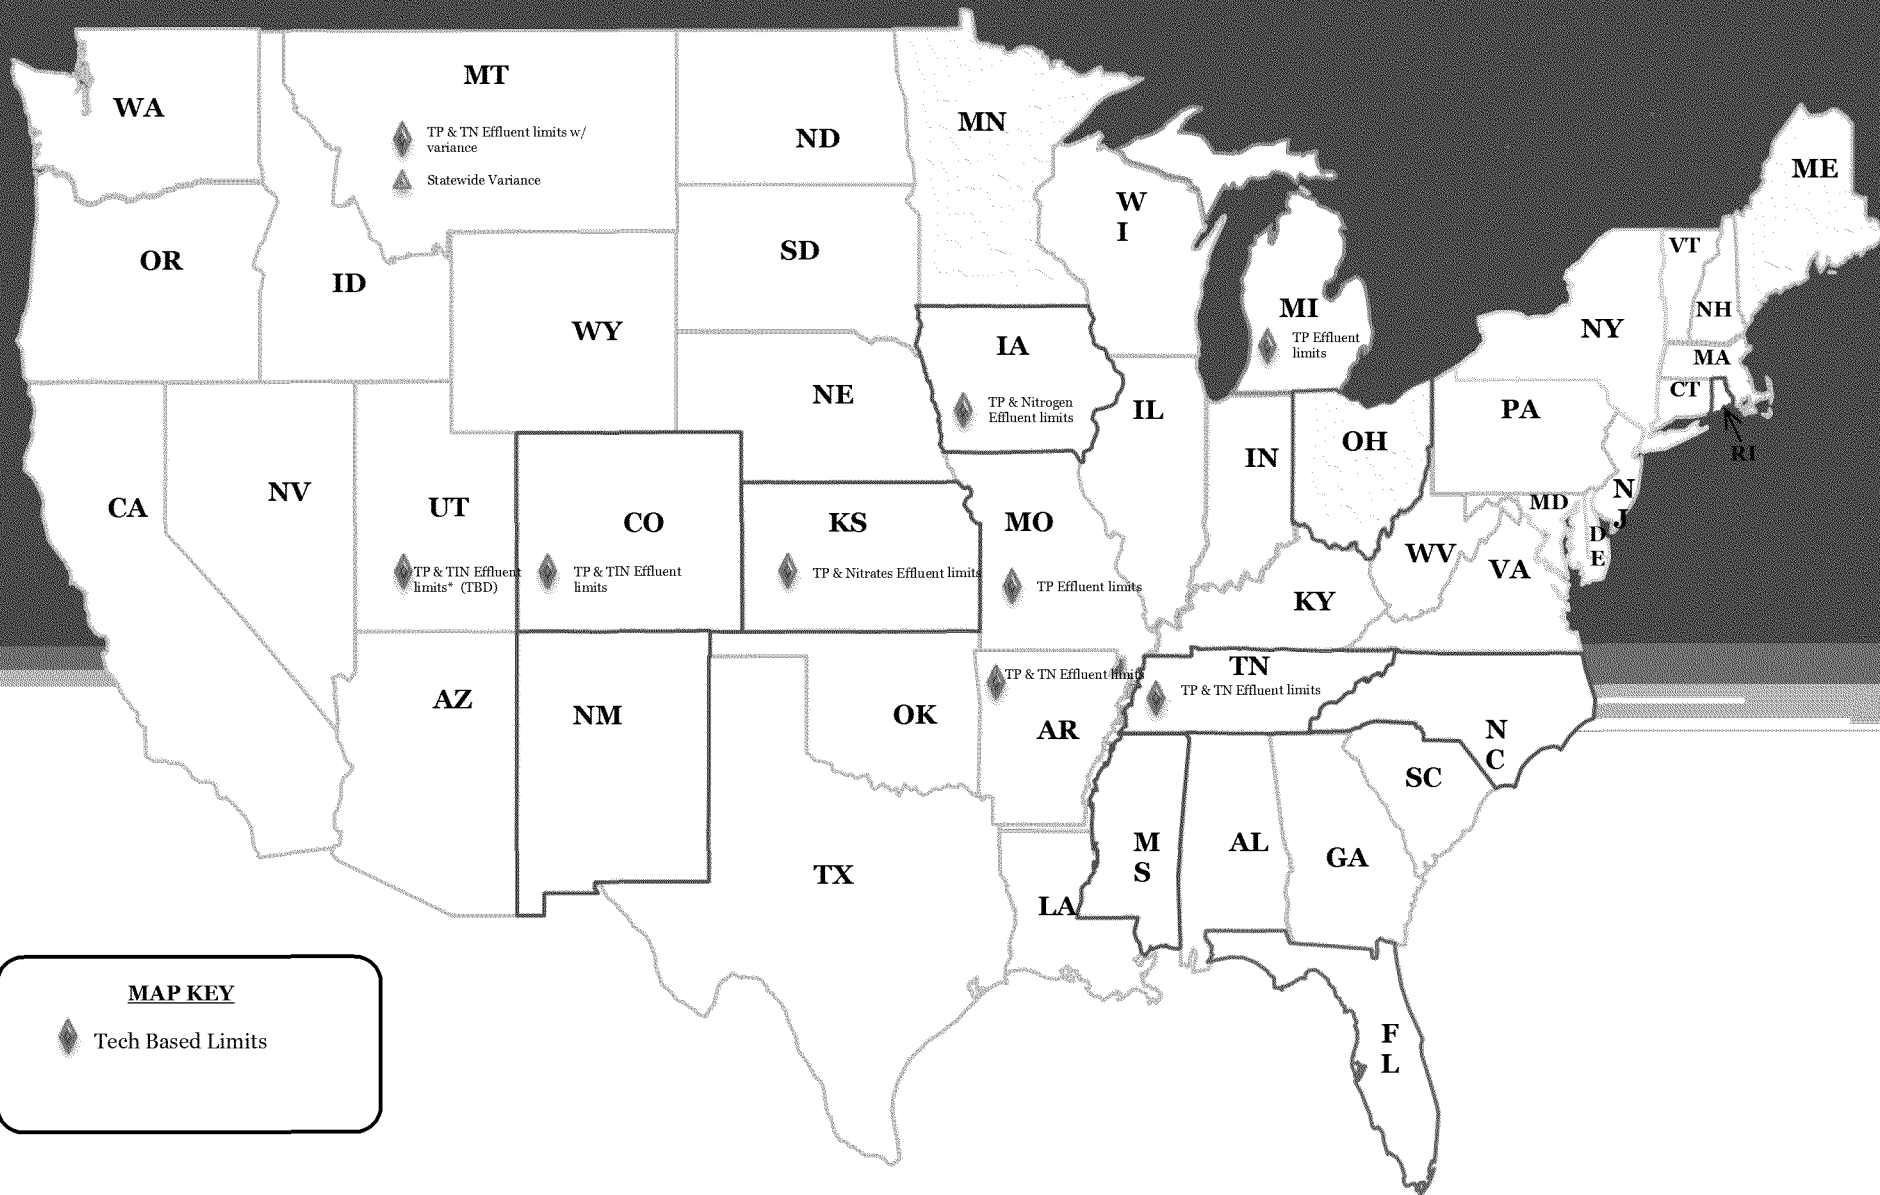 MT
WA
TP & TN Effluent limits w/
variance
Statewide Variance
ND
MN
ME
OR
ID
SD
W
I
VT
WY
MI
TP Effluent
limits
NY
NH
IA
MA
TP & Nitrogen
Effluent limits
NE
IL
CT
PA
OH
RI
IN
NV
CA
UT
CO
KS
MO
MD
N
J
D
E
WV
VA
TP & TIN Effluent
limits* (TBD)
TP & TIN Effluent
limits
TP & Nitrates Effluent limits
TP Effluent limits
KY
TN
TP & TN Effluent limits
TP & TN Effluent limits
AZ
NM
OK
AR
N
C
SC
TX
M
S
AL
GA
LA
F
L
MAP KEY
Tech Based Limits